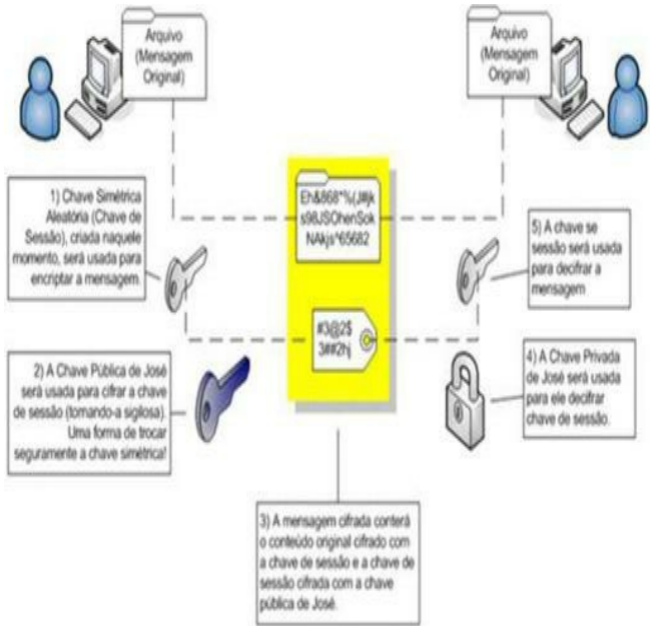 Arquivo
(Mensagem
Original)
Arquivo
(Mensagem
Original)
1) Chave Simétrica
Aleatória (Chave de
Sessão), criada naquele
momento, será usada para
encriptar a mensagem.
Eh&868"%(J#jk
s98JSOhenSok
NAkjs^65682
5) A chave se
sessão será usada
para decifrar a
mensagem
#3@2$
3##2hj
2) A Chave Pública de José
será usada para cifrar a chave
de sessão (tornando-a sigilosa).
Uma forma de trocar
seguramente a chave simétrica!
4) A Chave Privada
de José será usada
para ele decifrar
chave de sessão.
3) A mensagem cifrada conterá
o conteúdo original cifrado com
a chave de sessão e a chave de
sessão cifrada com a chave
pública de José.